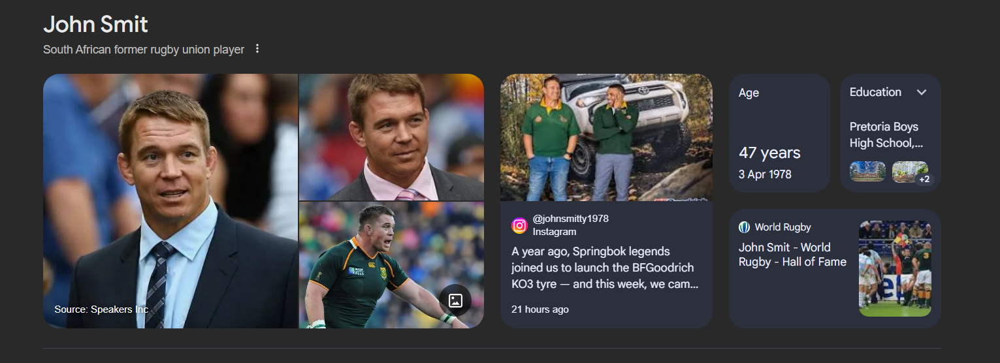 John Smit
South African former rugby union player
Source: Speakers Inc
@johnsmitty1978
Instagram
A year ago, Springbok legends
joined us to launch the BFGoodrich
KO3 tyre — and this week, we cam...
21 hours ago
Age
47 years
3 Apr 1978
Education
Pretoria Boys
High School,...
+2
World Rugby
John Smit - World
Rugby - Hall of Fame